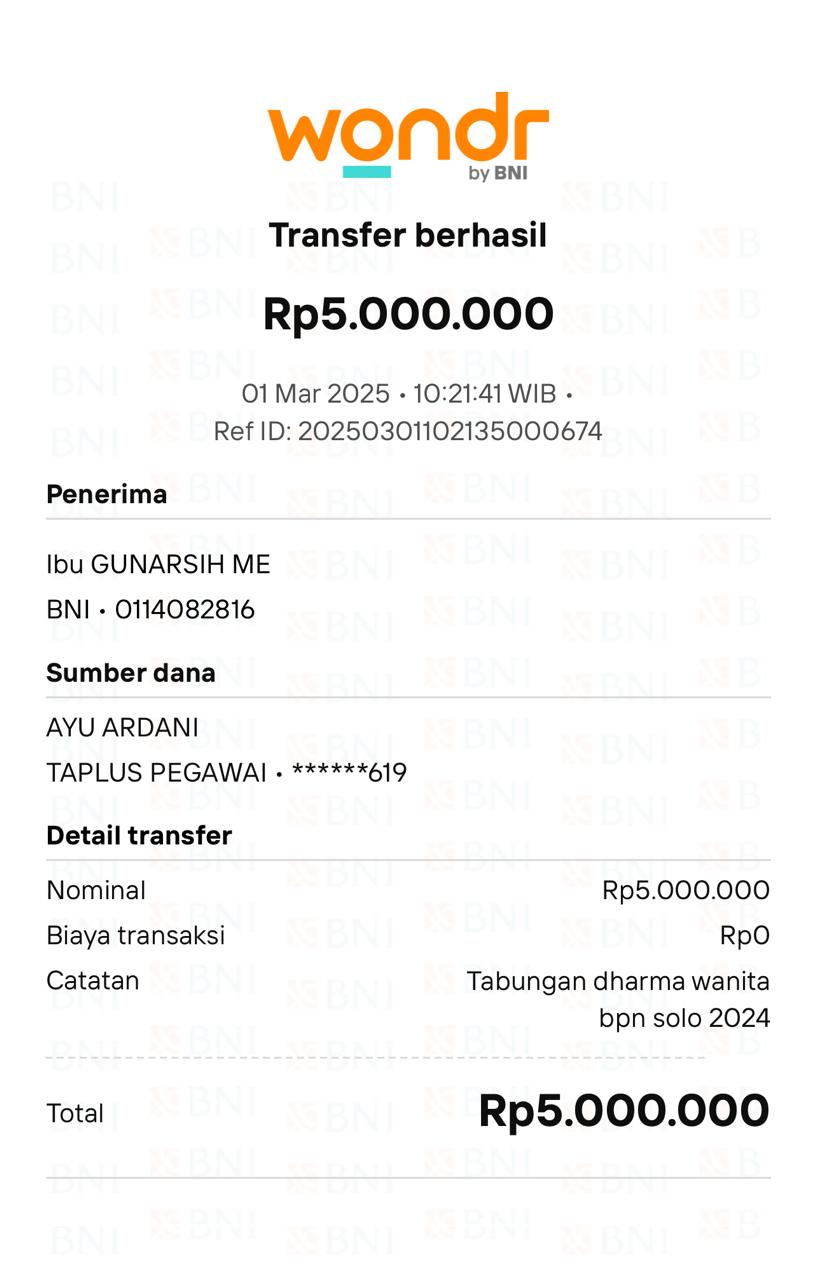 wondr
by BNI
Transfer berhasil
Rp5.000.000
01 Mar 2025 • 10:21:41 WIB •
Ref ID: 20250301102135000674
Penerima
Ibu GUNARSIH ME
BNI • 0114082816
Sumber dana
AYU ARDANI
TAPLUS PEGAWAI • ******619
Detail transfer
Nominal Rp5.000.000
Biaya transaksi Rp0
Catatan Tabungan dharma wanita
bpn solo 2024
Total Rp5.000.000